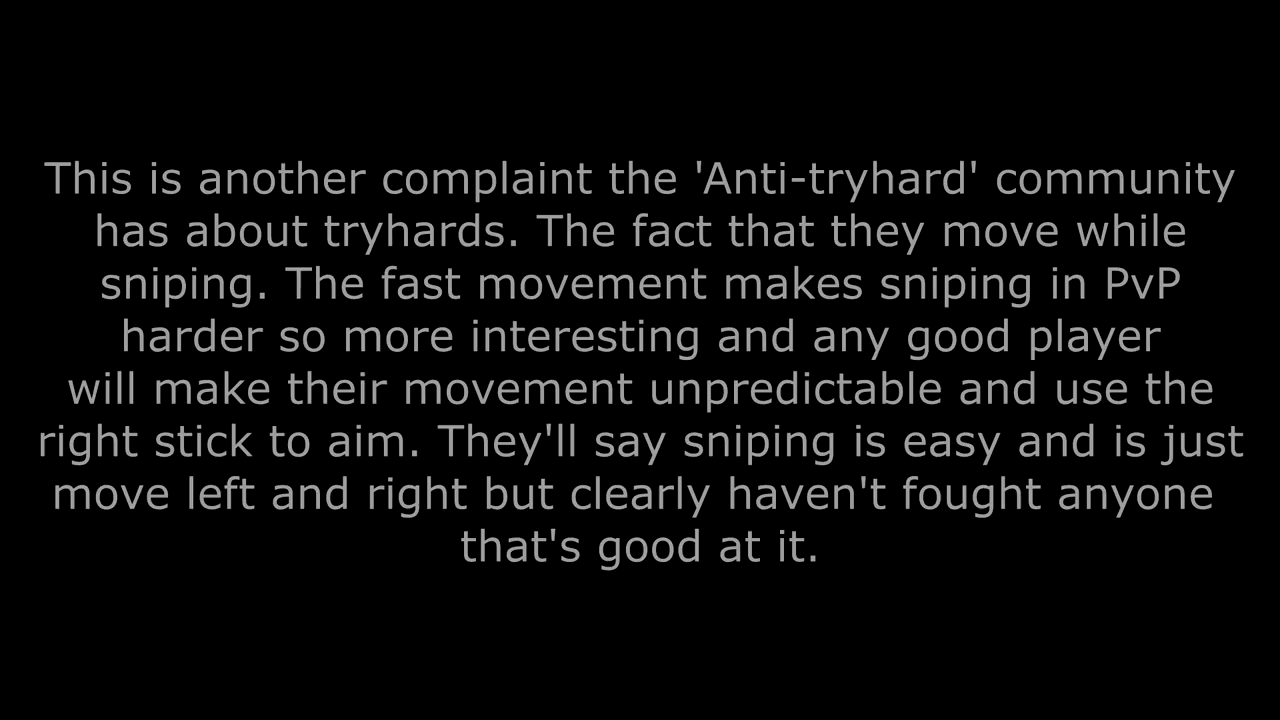 This is another complaint the 'Anti-tryhard' community
has about tryhards. The fact that they move while
sniping. The fast movement makes sniping in PvP
harder so more interesting and any good player
will make their movement unpredictable and use the
right stick to aim. They'll say sniping is easy and is just
move left and right but clearly haven't fought anyone
that's good at it.